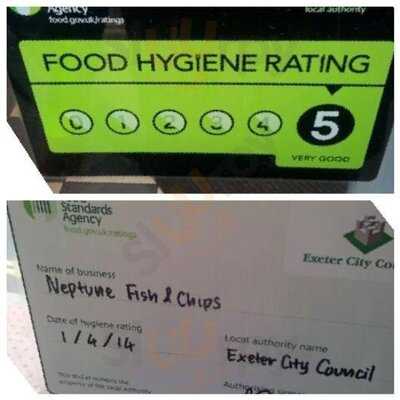 Agency
food.gov.uk/ratings
local authority
FOOD HYGIENE RATING
0 1 2 3 4 5
VERY GOOD
Standards
Agency
food.gov.uk/ratings
Exeter City Co
Name of business
Neptune Fish & Chips
Date of hygiene rating
1/4/14
Local authority name
Exeter City Council
Authorising